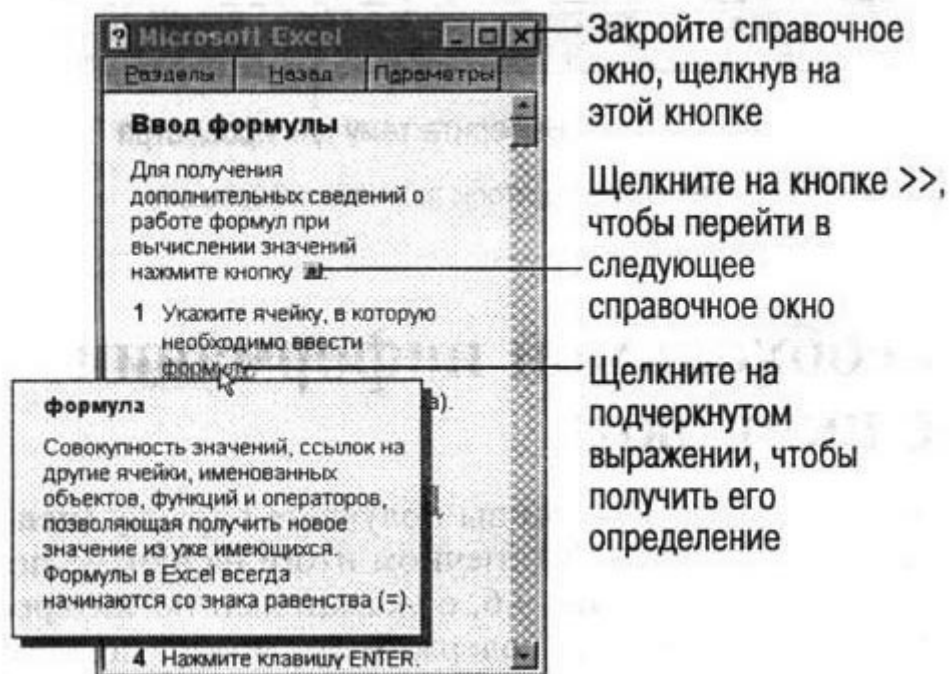 Microsoft Excel
Разделы Назад Параметры
Ввод формулы
Для получения
дополнительных сведений о
работе формул при
вычислении значений
нажмите кнопку
1 Укажите ячейку, в которую
необходимо ввести
формулу.
а).
формула
Совокупность значений, ссылок на
другие ячейки, именованных
объектов, функций и операторов,
позволяющая получить новое
значение из уже имеющихся.
Формулы в Excel всегда
начинаются со знака равенства (=).
4 Нажмите клавишу ENTER.
Закройте справочное
окно, щелкнув на
этой кнопке
Щелкните на кнопке >>,
чтобы перейти в
следующее
справочное окно
Щелкните на
подчеркнутом
выражении, чтобы
получить его
определение